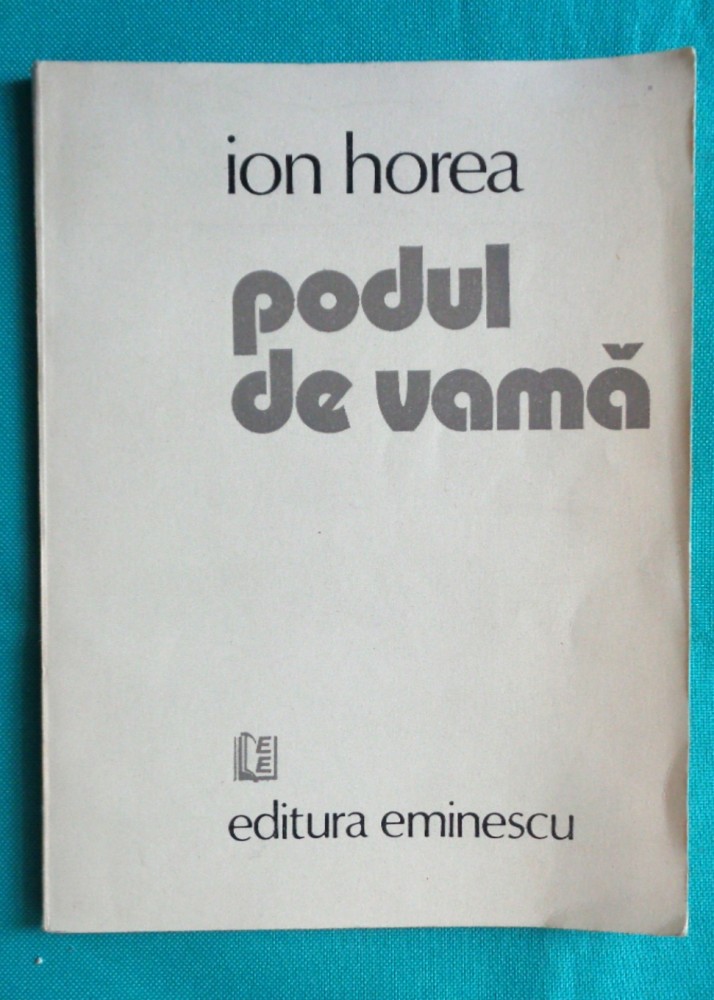 ion horea
podul
de vamă
E
E
editura eminescu